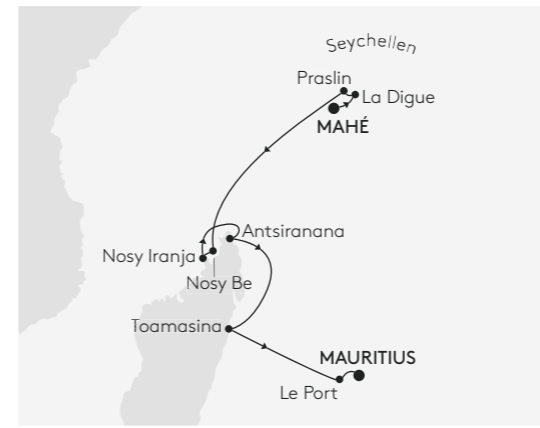 Seychellen
Praslin
La Digue
MAHÉ
Antsiranana
Nosy Iranja
Nosy Be
Toamasina
MAURITIUS
Le Port